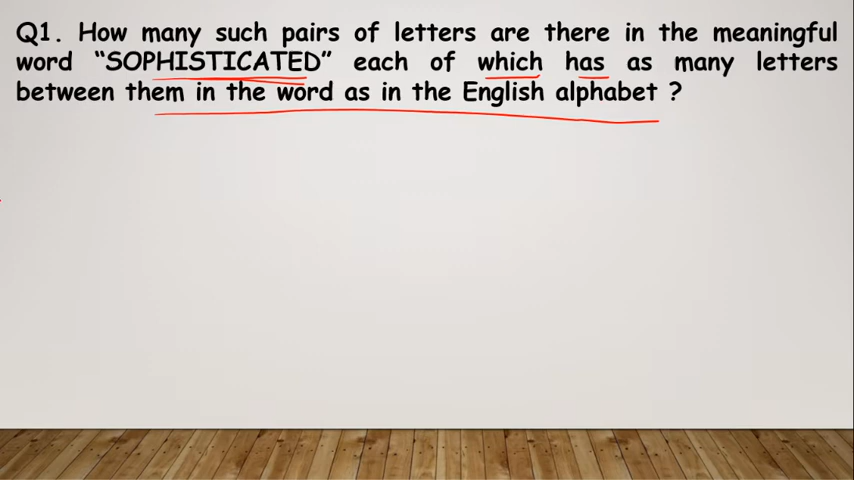 Q1. How many such pairs of letters are there in the meaningful
word “SOPHISTICATED” each of which has as many letters
between them in the word as in the English alphabet ?